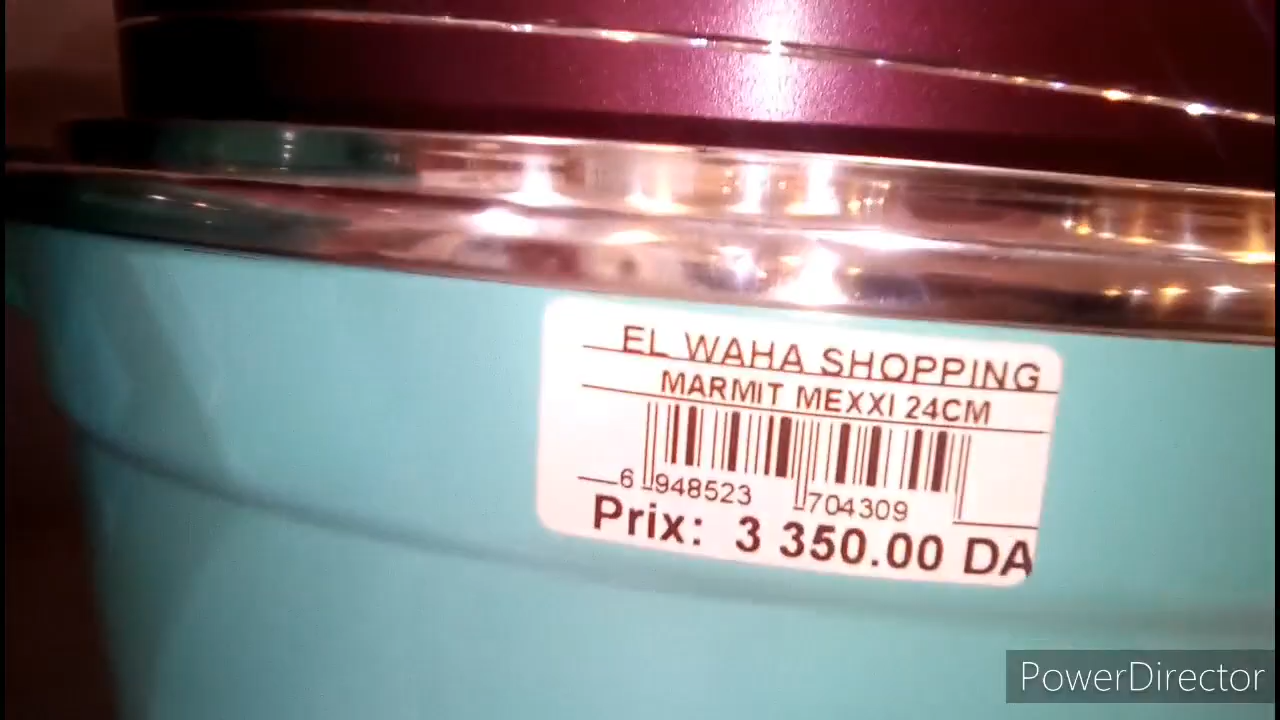 EL WAHA SHOPPING
MARMIT MEXXI 24CM
6 948523 704309
Prix: 3 350.00 DA
PowerDirector